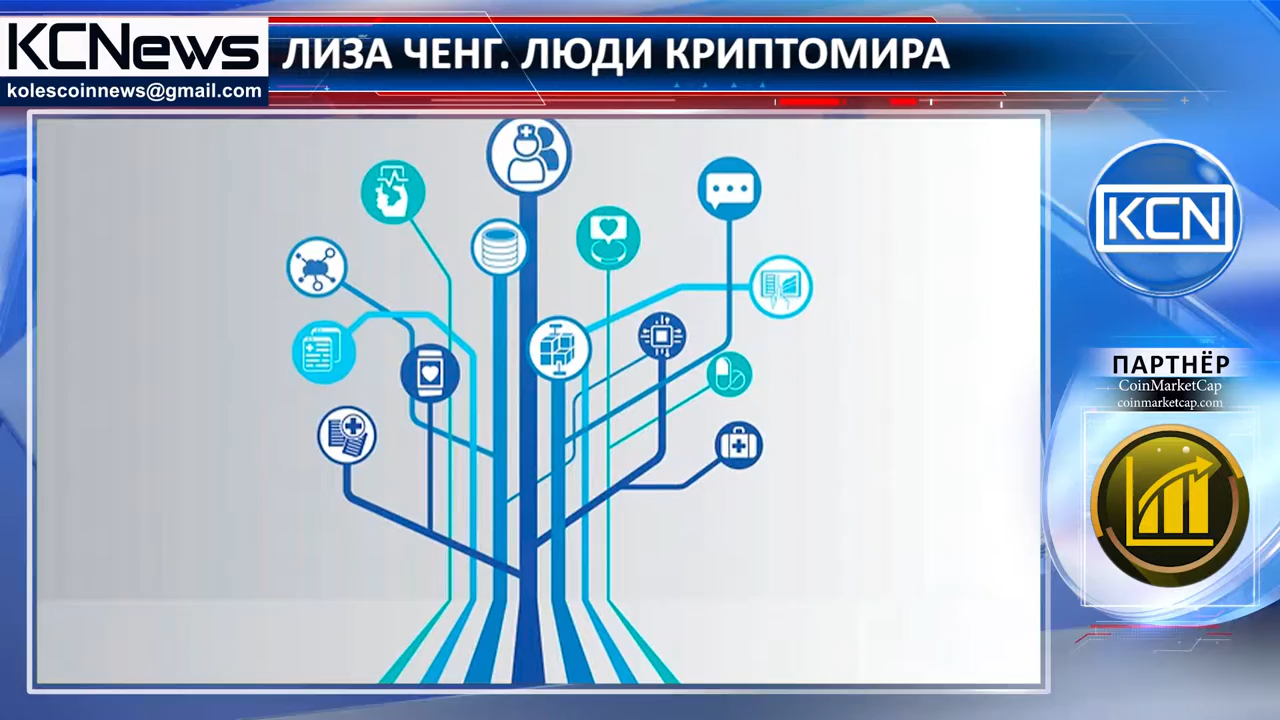 KCNews
kolescoinnews@gmail.com
ЛИЗА ЧЕНГ. ЛЮДИ КРИПТОМИРА
KCN
ПАРТНЁР
CoinMarketCap
coinmarketcap.com